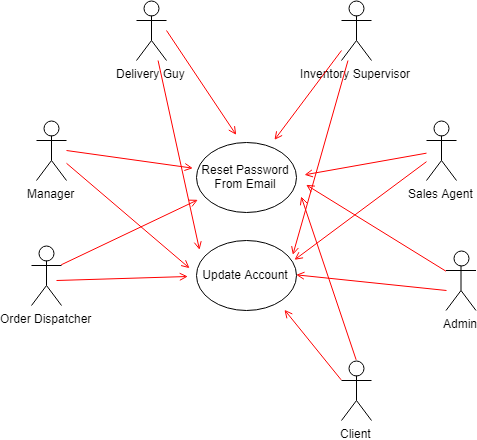 Delivery Guy
Inventory Supervisor
Manager
Reset Password
From Email
Sales Agent
Order Dispatcher
Update Account
Admin
Client